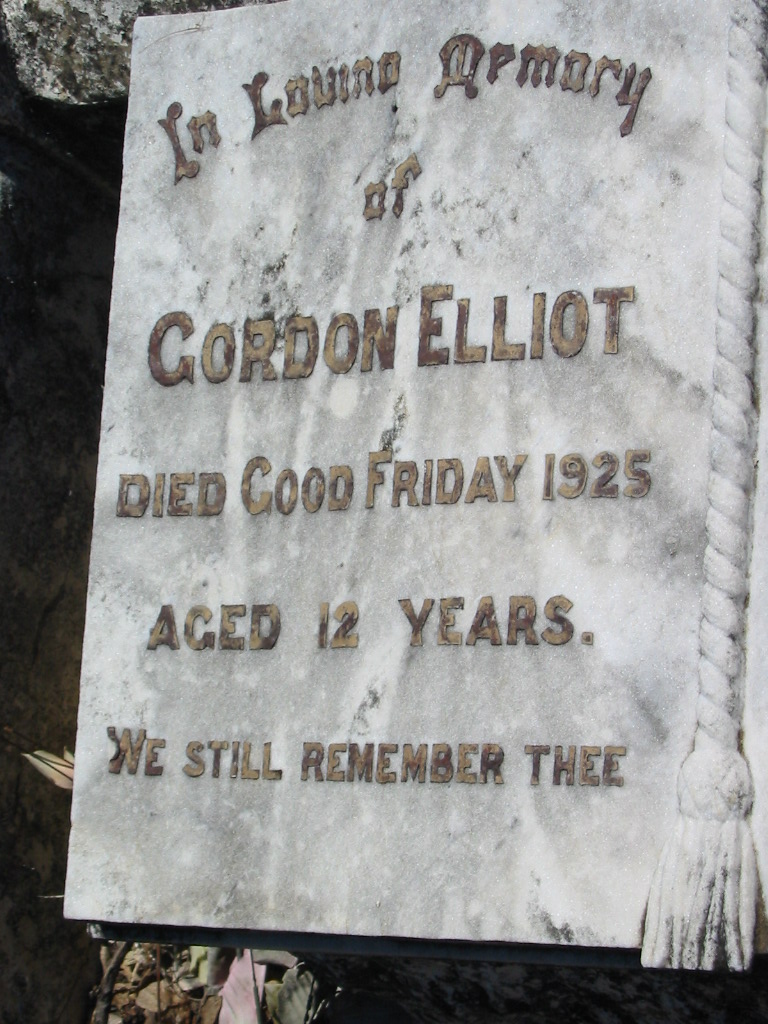 In Loving Memory
of
GORDON ELLIOT
DIED GOOD FRIDAY 1925
AGED 12 YEARS.
WE STILL REMEMBER THEE